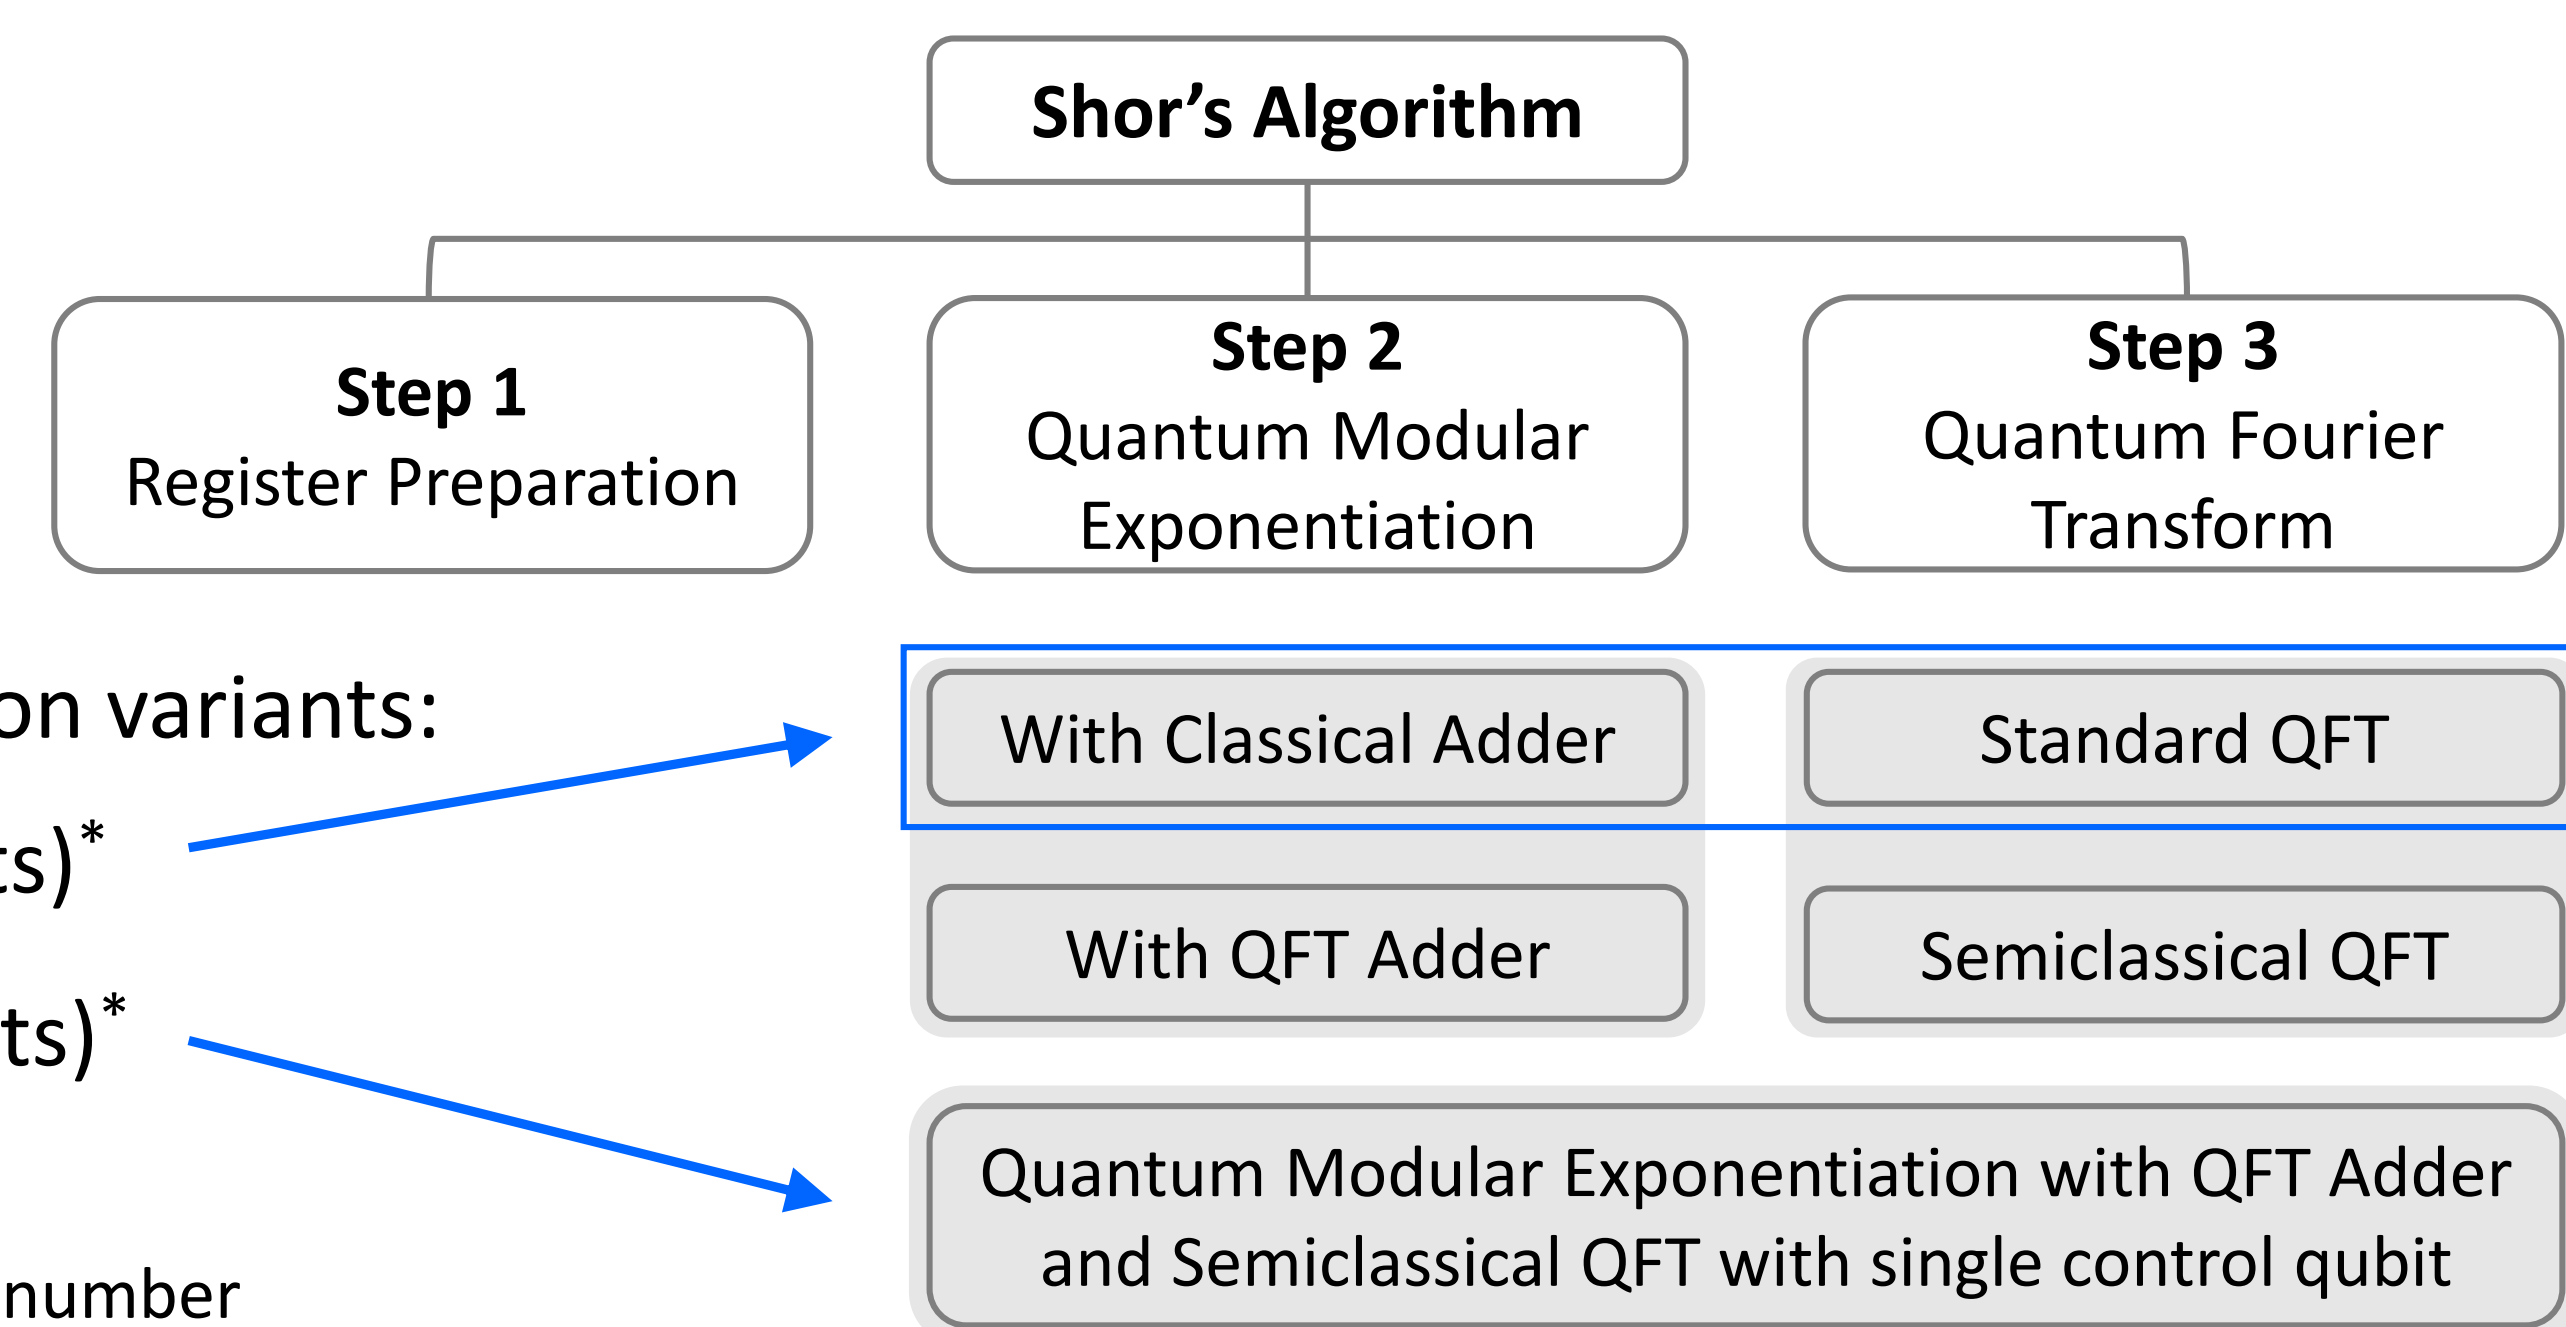 Shor’s Algorithm
Step 1
Register Preparation
Step 2
Quantum Modular
Exponentiation
Step 3
Quantum Fourier
Transform
on variants:
ts)*
ts)*
number
With Classical Adder
Standard QFT
With QFT Adder
Semiclassical QFT
Quantum Modular Exponentiation with QFT Adder
and Semiclassical QFT with single control qubit